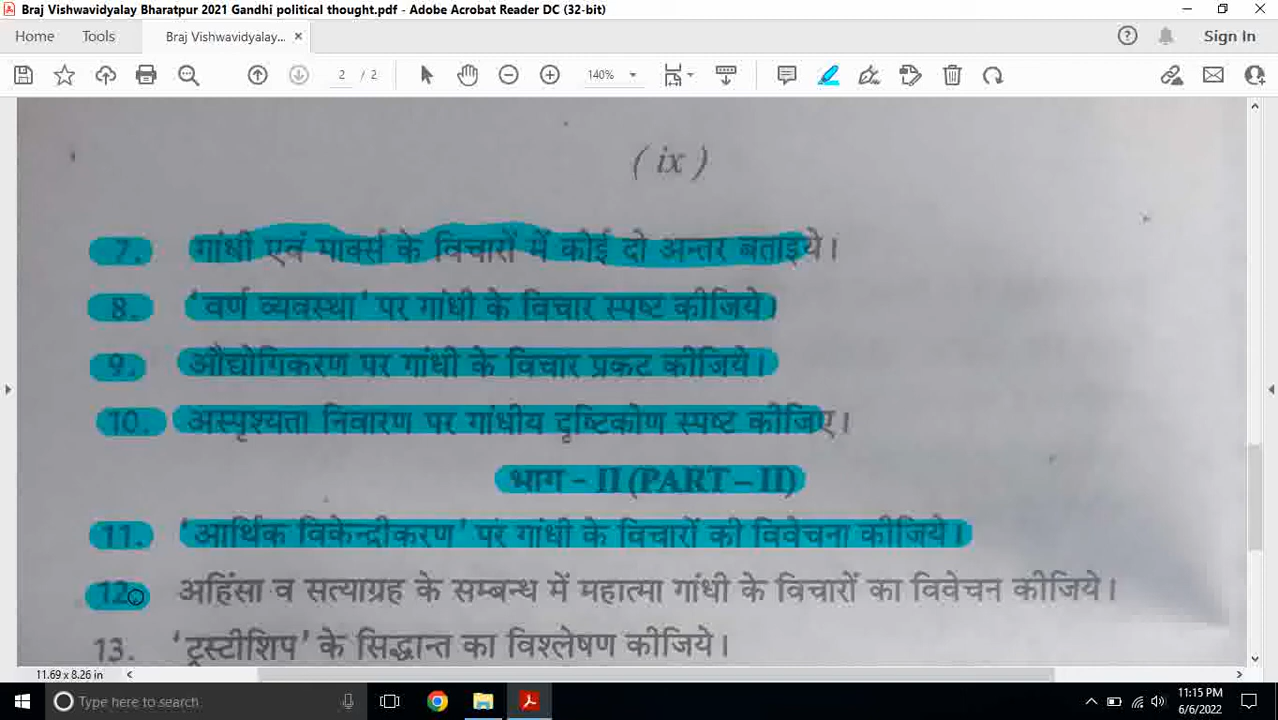 Braj Vishwavidyalay Bharatpur 2021 Gandhi political thought.pdf - Adobe Acrobat Reader DC (32-bit)
Home Tools Braj Vishwavidyalay... Sign In
2 / 2 140%
( ix )
7. गांधी एवं मार्क्स के विचारों में कोई दो अन्तर बताइये।
8. 'वर्ण व्यवस्था' पर गांधी के विचार स्पष्ट कीजिये।
9. औद्योगिकरण पर गांधी के विचार प्रकट कीजिये।
10. अस्पृश्यता निवारण पर गांधीय दृष्टिकोण स्पष्ट कीजिए।
भाग - II (PART - II)
11. 'आर्थिक विकेन्द्रीकरण' पर गांधी के विचारों की विवेचना कीजिये।
12. अहिंसा व सत्याग्रह के सम्बन्ध में महात्मा गांधी के विचारों का विवेचन कीजिये।
13. 'ट्रस्टीशिप' के सिद्धान्त का विश्लेषण कीजिये।
11.69 x 8.26 in
Type here to search 11:15 PM
6/6/2022